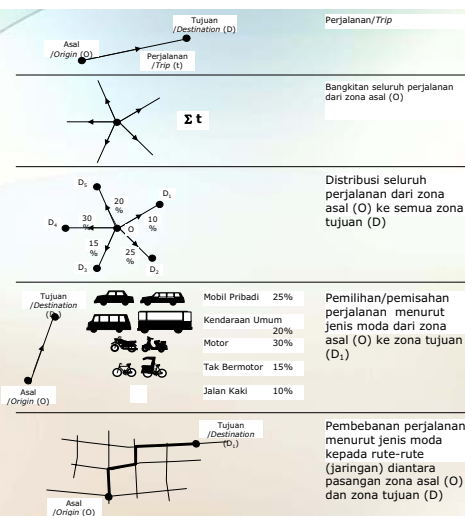 Tujuan
/Destination (D)
Asal
/Origin (O)
Perjalanan
/Trip (t)
Perjalanan/Trip
Σ t
Bangkitan seluruh perjalanan
dari zona asal (O)
D₅
20
%
D₁
30
%
10
%
D₄
O
15
%
25
%
D₃
D₂
Distribusi seluruh
perjalanan dari zona
asal (O) ke semua zona
tujuan (D)
Tujuan
/Destination
Asal
/Origin (O)
Mobil Pribadi 25%
Kendaraan Umum
20%
Motor 30%
Tak Bermotor 15%
Jalan Kaki 10%
Pemilihan/pemisahan
perjalanan menurut
jenis moda dari zona
asal (O) ke zona tujuan
(D₁)
Tujuan
/Destination
(D₁)
Asal
/Origin (O)
Pembebanan perjalanan
menurut jenis moda
kepada rute-rute
(jaringan) diantara
pasangan zona asal (O)
dan zona tujuan (D)